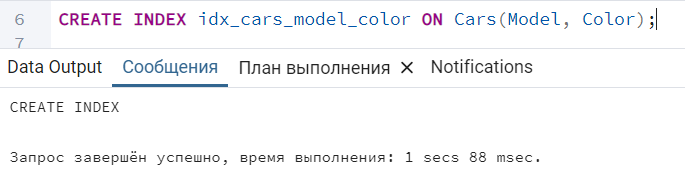 6 CREATE INDEX idx_cars_model_color ON Cars(Model, Color);
7
Data Output Сообщения План выполнения × Notifications
CREATE INDEX
Запрос завершён успешно, время выполнения: 1 secs 88 msec.